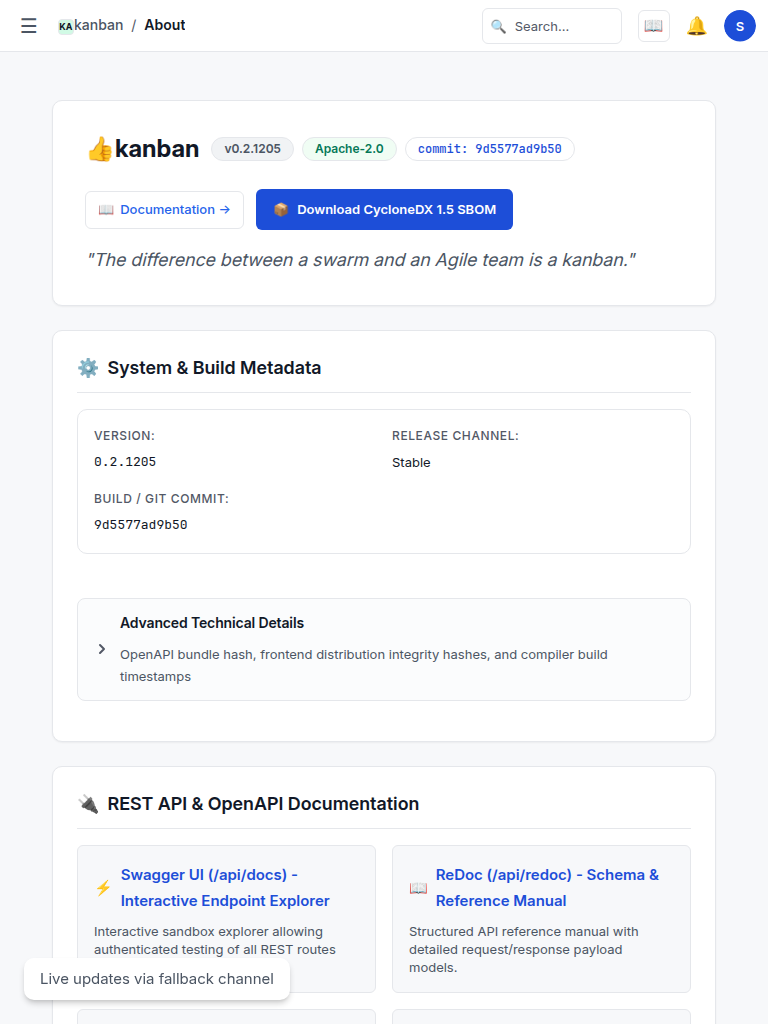 ☰ KA kanban / About 🔍 Search... 📖 🔔 S
👍kanban v0.2.1205 Apache-2.0 commit: 9d5577ad9b50
📖 Documentation → 📦 Download CycloneDX 1.5 SBOM
"The difference between a swarm and an Agile team is a kanban."
⚙️ System & Build Metadata
VERSION: RELEASE CHANNEL:
0.2.1205 Stable
BUILD / GIT COMMIT:
9d5577ad9b50
Advanced Technical Details
OpenAPI bundle hash, frontend distribution integrity hashes, and compiler build
timestamps
🔌 REST API & OpenAPI Documentation
⚡ Swagger UI (/api/docs) -
Interactive Endpoint Explorer
Interactive sandbox explorer allowing
authenticated testing of all REST routes
📖 ReDoc (/api/redoc) - Schema &
Reference Manual
Structured API reference manual with
detailed request/response payload
models.
Live updates via fallback channel